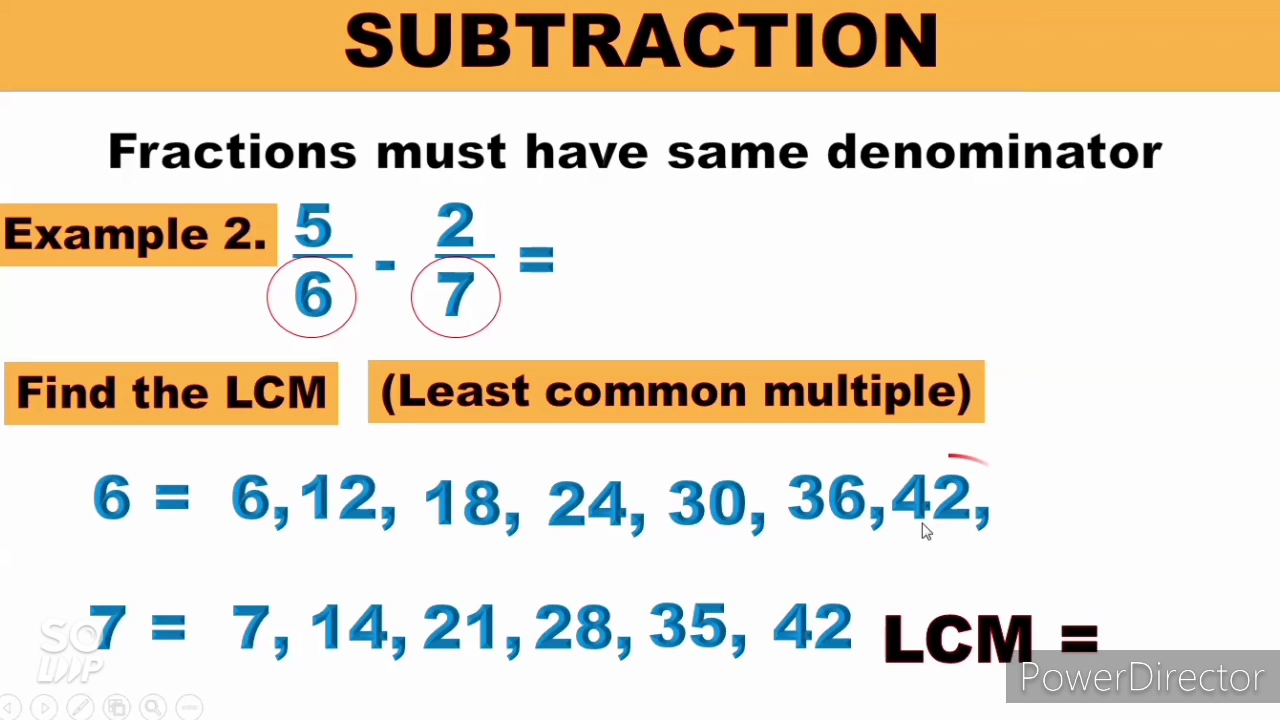 SUBTRACTION
Fractions must have same denominator
Example 2. 5/6 - 2/7 =
Find the LCM (Least common multiple)
6 = 6, 12, 18, 24, 30, 36, 42,
7 = 7, 14, 21, 28, 35, 42 LCM =
PowerDirector